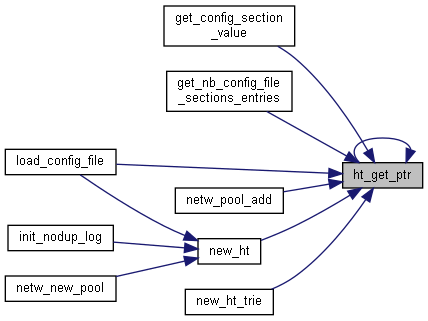 get_config_section
_value
get_nb_config_file
_sections_entries
load_config_file
ht_get_ptr
netw_pool_add
init_nodup_log
new_ht
netw_new_pool
new_ht_trie